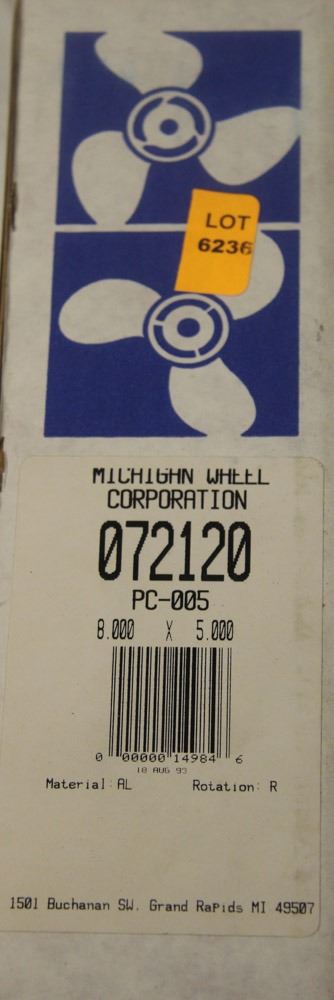 LOT
6236
MICHIGAN WHEEL
CORPORATION
072120
PC-005
8.000 X 5.000
0 00000 14984 6
18 AUG 93
Material: AL Rotation: R
1501 Buchanan SW. Grand Rapids MI 49507